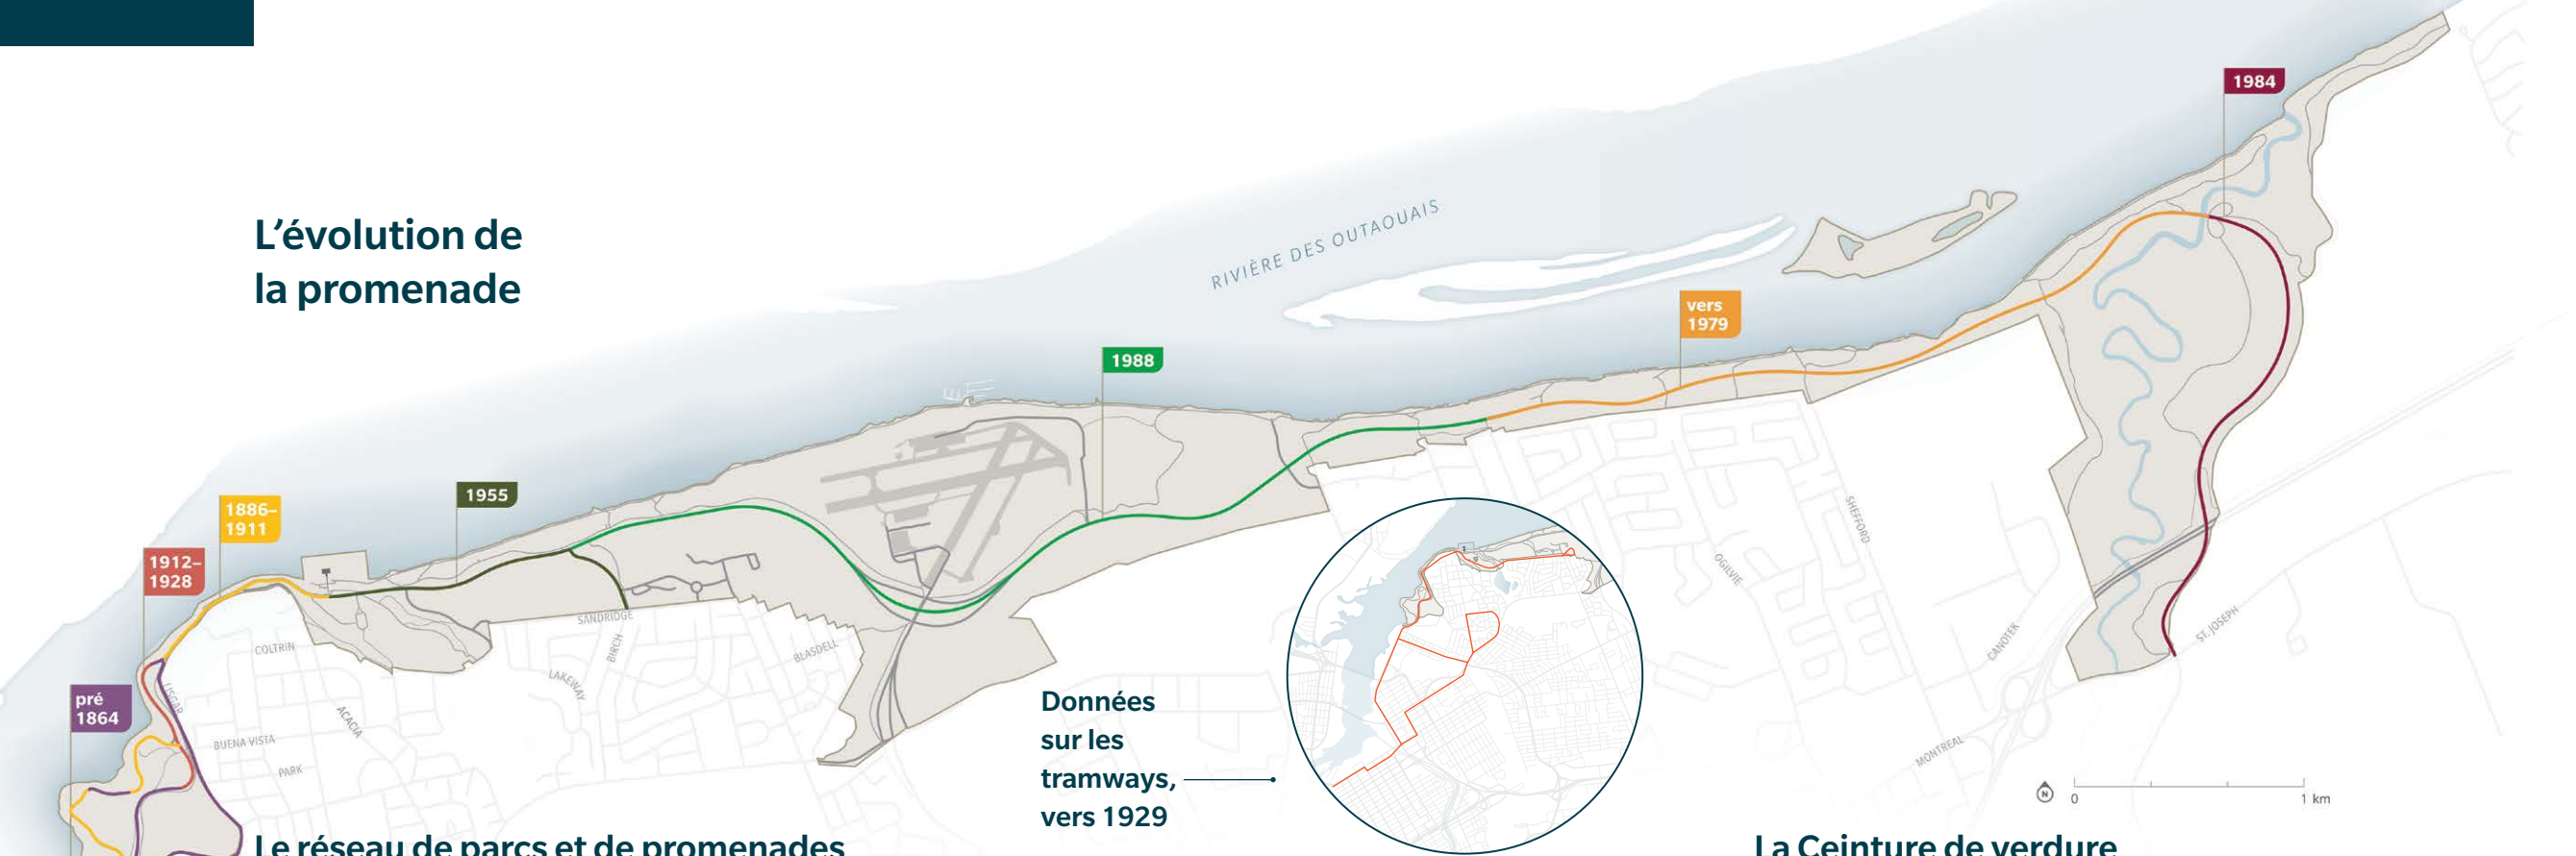 L'évolution de
la promenade
1984
RIVIÈRE DES OUTAOUAIS
vers
1979
1988
1955
1886–
1911
1912–
1928
pré
1864
LISGAR
COLTRIN
ACACIA
BUENA VISTA
PARK
LAKEWAY
SANDRIDGE
BIRCH
BLASDELL
SHEFFORD
OGILVIE
CANOTEK
ST. JOSEPH
MONTREAL
Données
sur les
tramways,
vers 1929
N
0
1 km
Le réseau de parcs et de promenades
La Ceinture de verdure